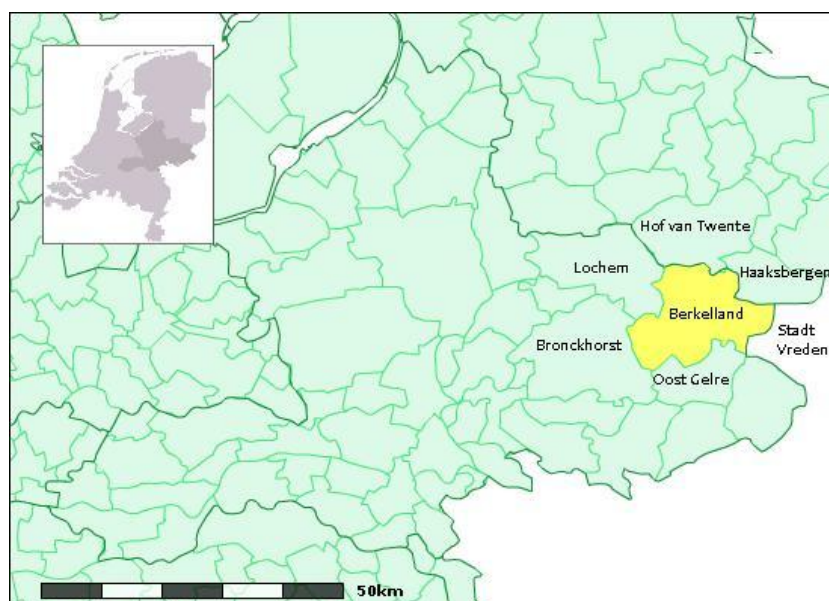 Hof van Twente
Lochem
Haaksbergen
Berkelland
Stadt
Vreden
Bronckhorst
Oost Gelre
50km